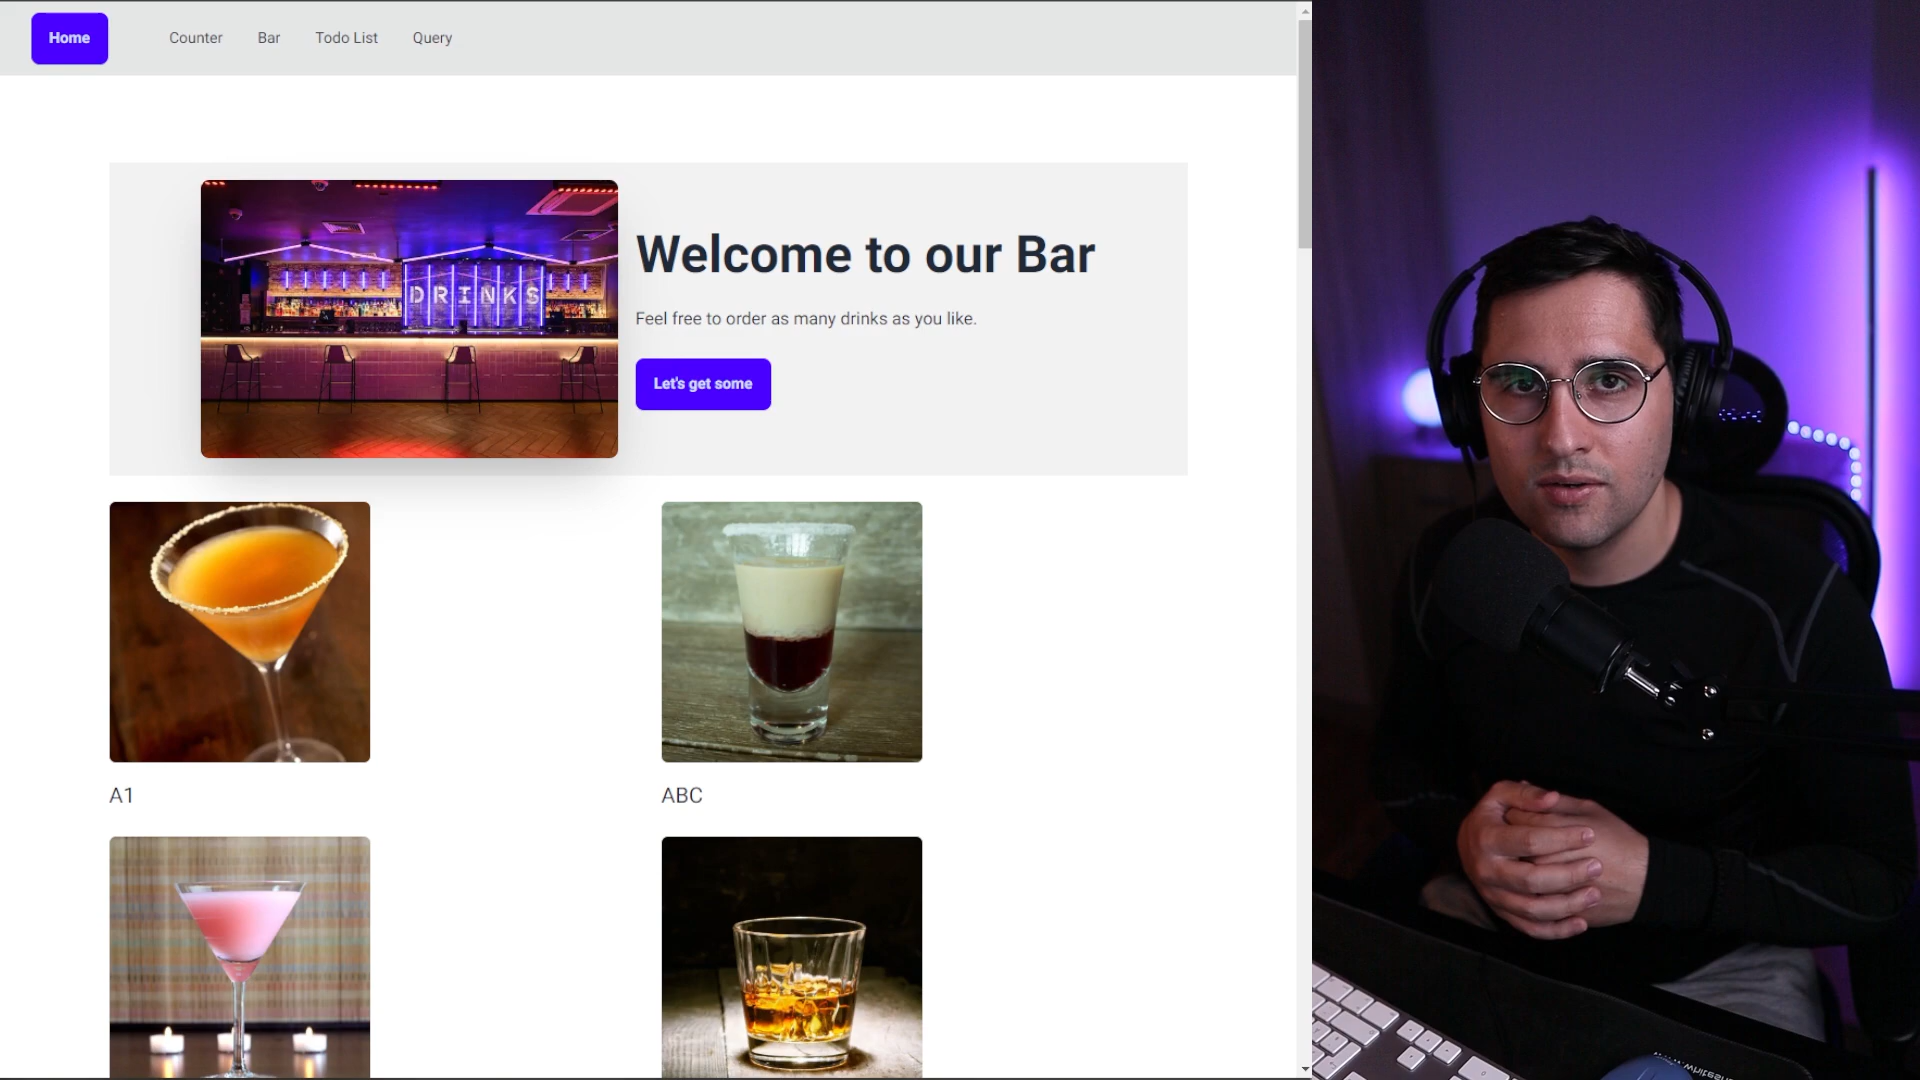 Home
Counter
Bar
Todo List
Query
DRINKS
Welcome to our Bar
Feel free to order as many drinks as you like.
Let's get some
A1
ABC